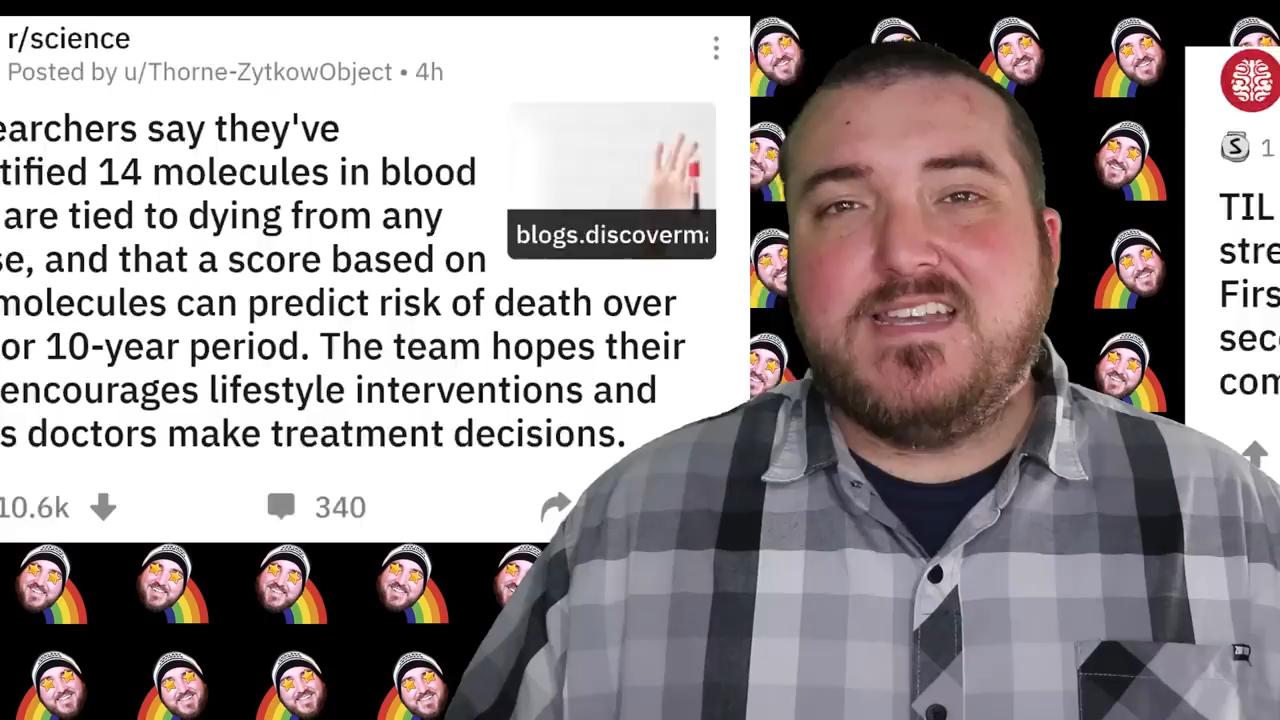 r/science
Posted by u/Thorne-ZytkowObject • 4h
earchers say they've
tified 14 molecules in blood
are tied to dying from any
se, and that a score based on
molecules can predict risk of death over
or 10-year period. The team hopes their
encourages lifestyle interventions and
s doctors make treatment decisions.
blogs.discoverma
10.6k
340
S 1
TIL
stre
Firs
sec
com